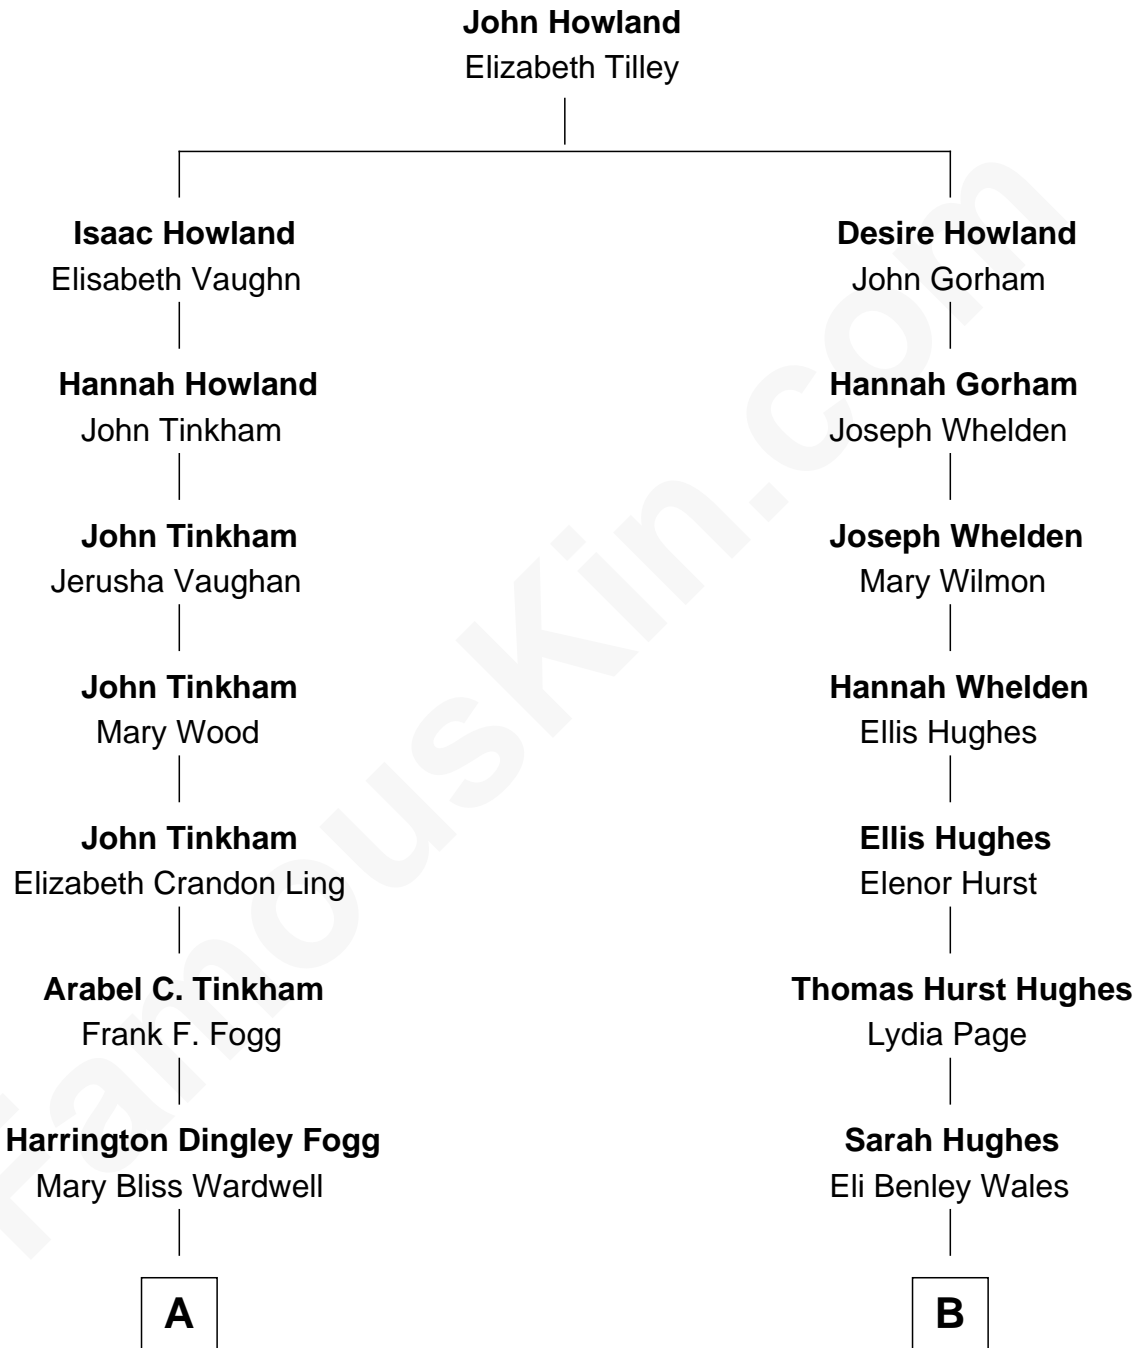 John Howland
Elizabeth Tilley
Isaac Howland
Elisabeth Vaughn
Desire Howland
John Gorham
Hannah Howland
John Tinkham
Hannah Gorham
Joseph Whelden
John Tinkham
Jerusha Vaughan
Joseph Whelden
Mary Wilmon
John Tinkham
Mary Wood
Hannah Whelden
Ellis Hughes
John Tinkham
Elizabeth Crandon Ling
Ellis Hughes
Elenor Hurst
Arabel C. Tinkham
Frank F. Fogg
Thomas Hurst Hughes
Lydia Page
Harrington Dingley Fogg
Mary Bliss Wardwell
Sarah Hughes
Eli Benley Wales
A
B
FamousKin.com